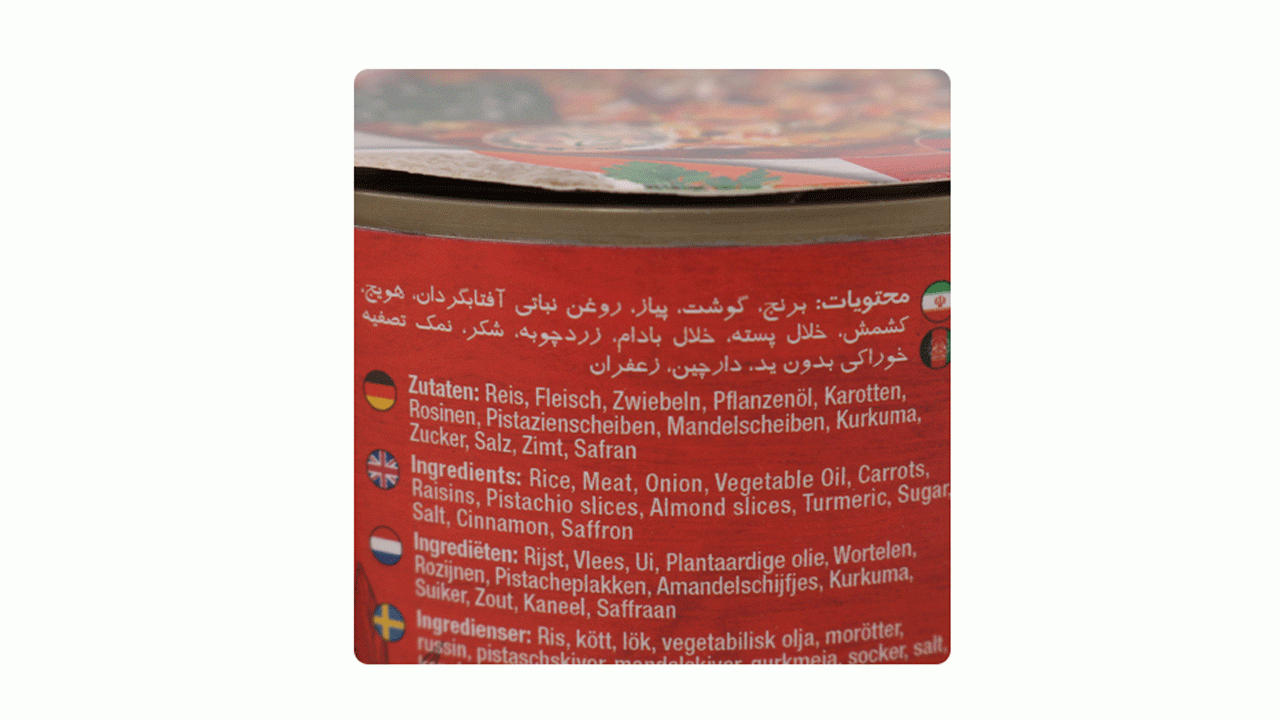 محتویات: برنج، گوشت، پیاز، روغن نباتی آفتابگردان، هویج،
کشمش، خلال پسته، خلال بادام، زردچوبه، شکر، نمک تصفیه
خوراکی بدون ید، دارچین، زعفران
Zutaten: Reis, Fleisch, Zwiebeln, Pflanzenöl, Karotten,
Rosinen, Pistazienscheiben, Mandelscheiben, Kurkuma,
Zucker, Salz, Zimt, Safran
Ingredients: Rice, Meat, Onion, Vegetable Oil, Carrots,
Raisins, Pistachio slices, Almond slices, Turmeric, Sugar,
Salt, Cinnamon, Saffron
Ingrediëten: Rijst, Vlees, Ui, Plantaardige olie, Wortelen,
Rozijnen, Pistacheplakken, Amandelschijfjes, Kurkuma,
Suiker, Zout, Kaneel, Saffraan
Ingredienser: Ris, kött, lök, vegetabilisk olja, morötter,
russin, pistaschskivor, mandelskivor, gurkmeja, socker, salt,